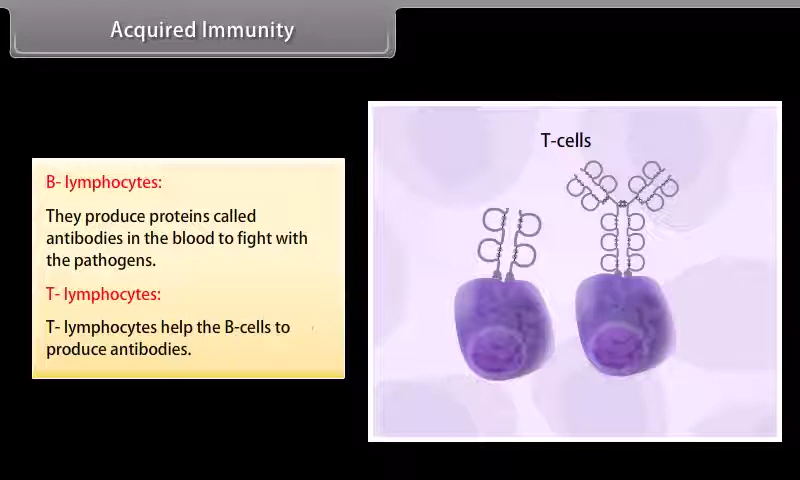 Acquired Immunity
T-cells
B- lymphocytes:
They produce proteins called
antibodies in the blood to fight with
the pathogens.
T- lymphocytes:
T- lymphocytes help the B-cells to
produce antibodies.